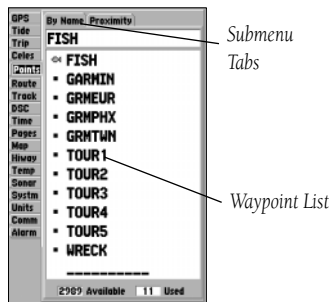 GPS
Tide
Trip
Celes
Points
Route
Track
DSC
Time
Pages
Map
Hiway
Temp
Sonar
Systm
Units
Comm
Alarm
By Name Proximity
FISH
FISH
GARMIN
GRMEUR
GRMPHX
GRMTWN
TOUR1
TOUR2
TOUR3
TOUR4
TOUR5
WRECK
__________
2989 Available 11 Used
Submenu
Tabs
Waypoint List